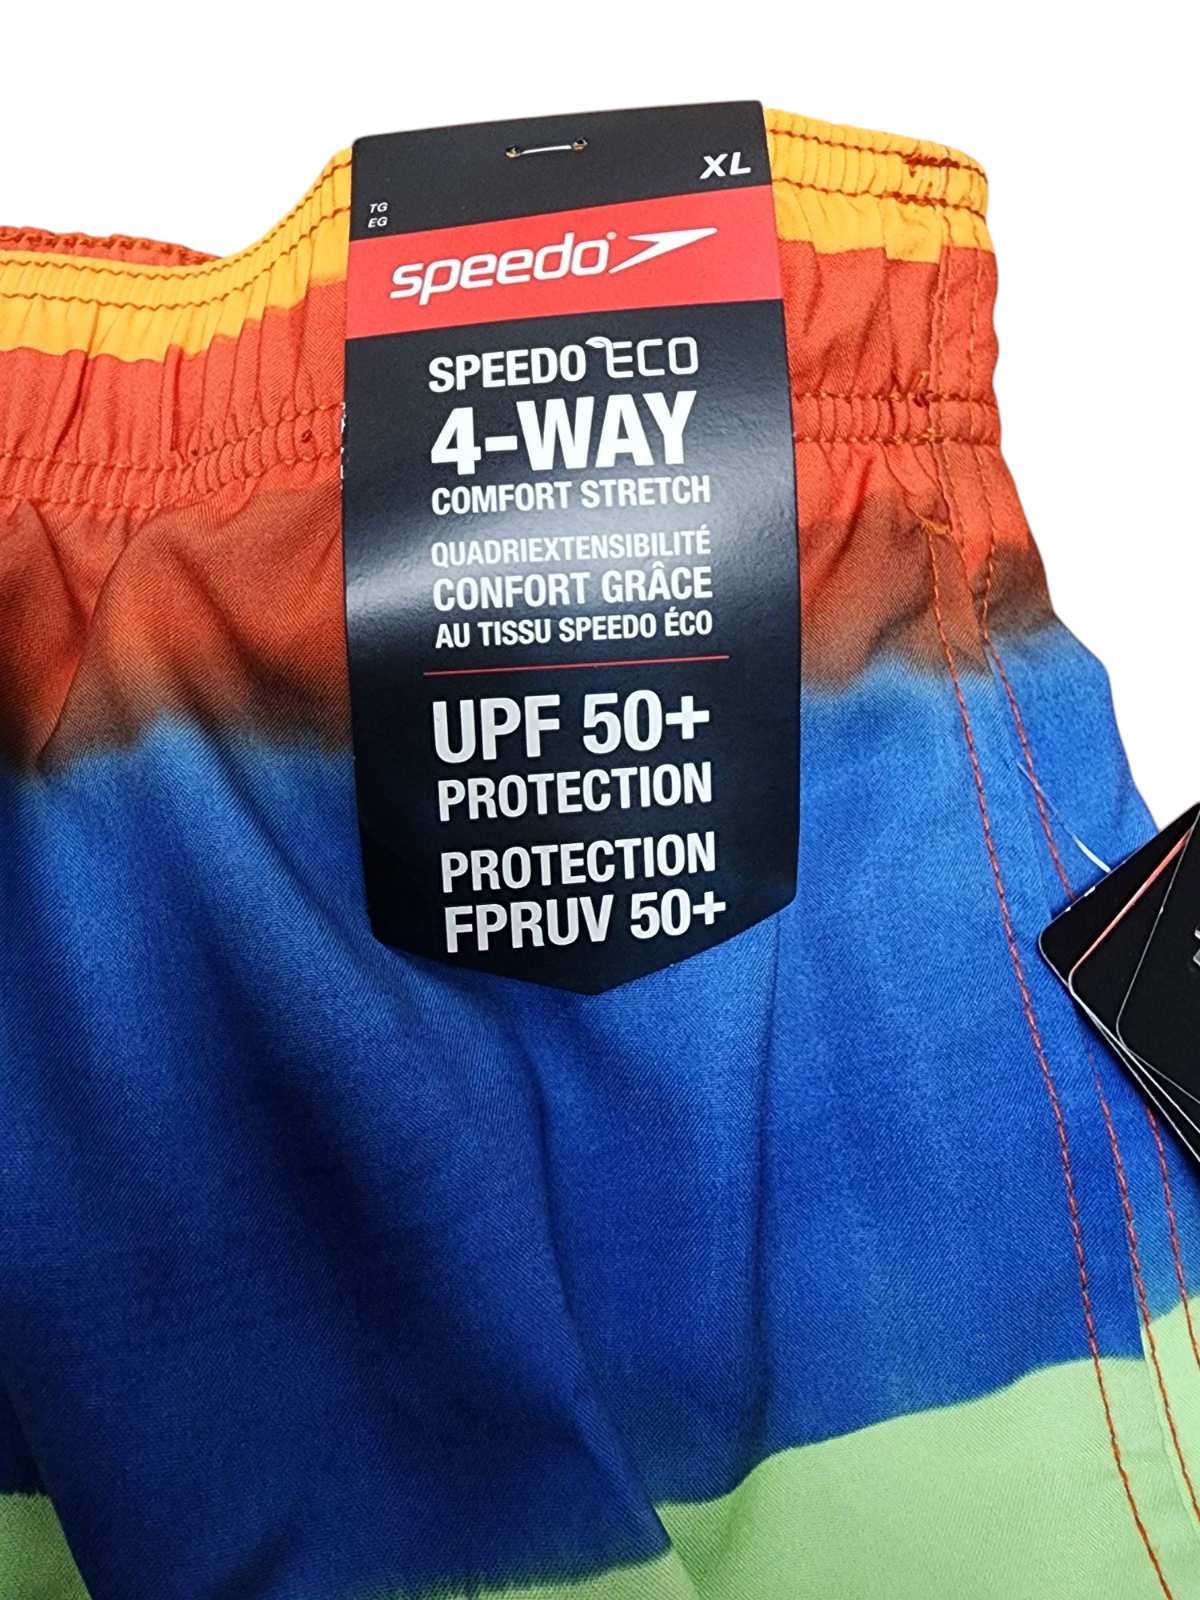 XL
TG
EG
speedo®
SPEEDO ECO
4-WAY
COMFORT STRETCH
QUADRIEXTENSIBILITÉ
CONFORT GRÂCE
AU TISSU SPEEDO ÉCO
UPF 50+
PROTECTION
PROTECTION
FPRUV 50+